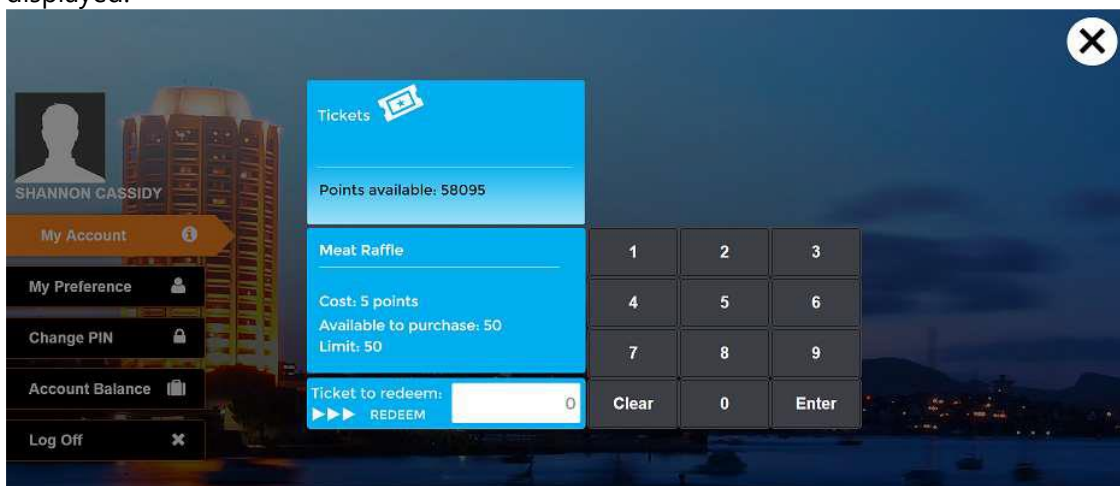 displayed.
Tickets
Points available: 58095
SHANNON CASSIDY
My Account
My Preference
Change PIN
Account Balance
Log Off
Meat Raffle
Cost: 5 points
Available to purchase: 50
Limit: 50
Ticket to redeem:
REDEEM
0
1 2 3
4 5 6
7 8 9
Clear 0 Enter